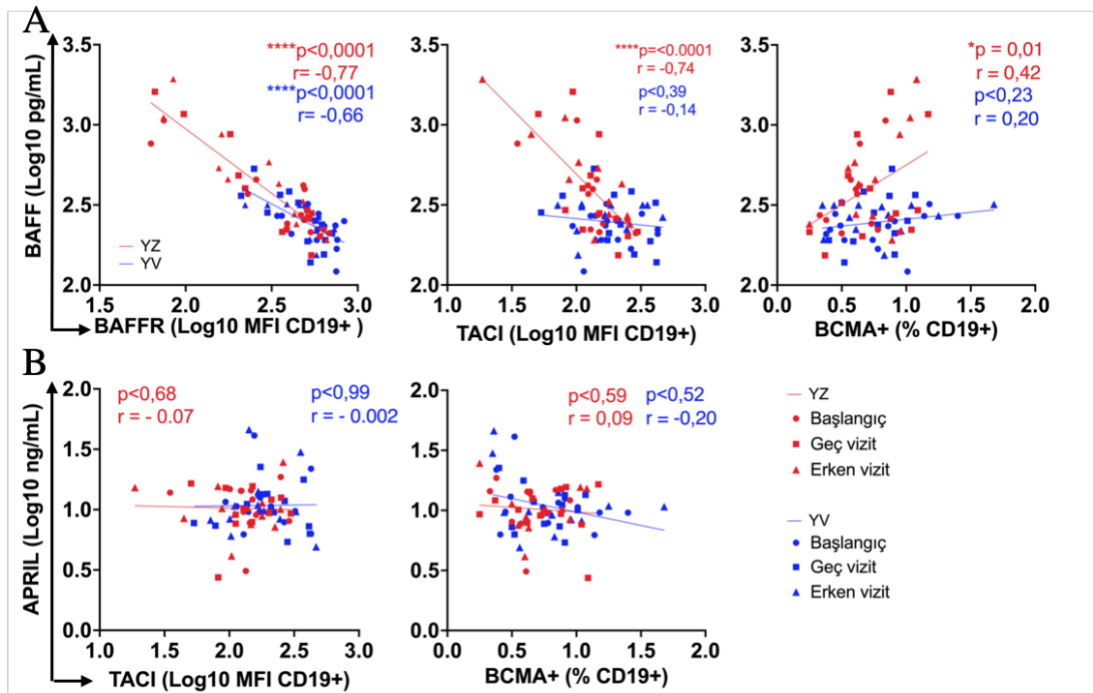 A
3.5
3.0
2.5
2.0
BAFF (Log10 pg/mL)
****p<0,0001
r= -0,77
****p<0,0001
r= -0,66
YZ
YV
1.5 2.0 2.5 3.0
BAFFR (Log10 MFI CD19+)
3.5
3.0
2.5
2.0
****p=<0.0001
r = -0,74
p<0,39
r = -0,14
1.0 1.5 2.0 2.5 3.0
TACI (Log10 MFI CD19+)
3.5
3.0
2.5
2.0
*p = 0,01
r = 0,42
p<0,23
r = 0,20
0.0 0.5 1.0 1.5 2.0
BCMA+ (% CD19+)
B
2.0
1.5
1.0
0.5
0.0
APRIL (Log10 ng/mL)
p<0,68
r = - 0.07
p<0,99
r = - 0.002
1.0 1.5 2.0 2.5 3.0
TACI (Log10 MFI CD19+)
2.0
1.5
1.0
0.5
0.0
p<0,59
r = 0,09
p<0,52
r = -0,20
0.0 0.5 1.0 1.5 2.0
BCMA+ (% CD19+)
YZ
Başlangıç
Geç vizit
Erken vizit
YV
Başlangıç
Geç vizit
Erken vizit